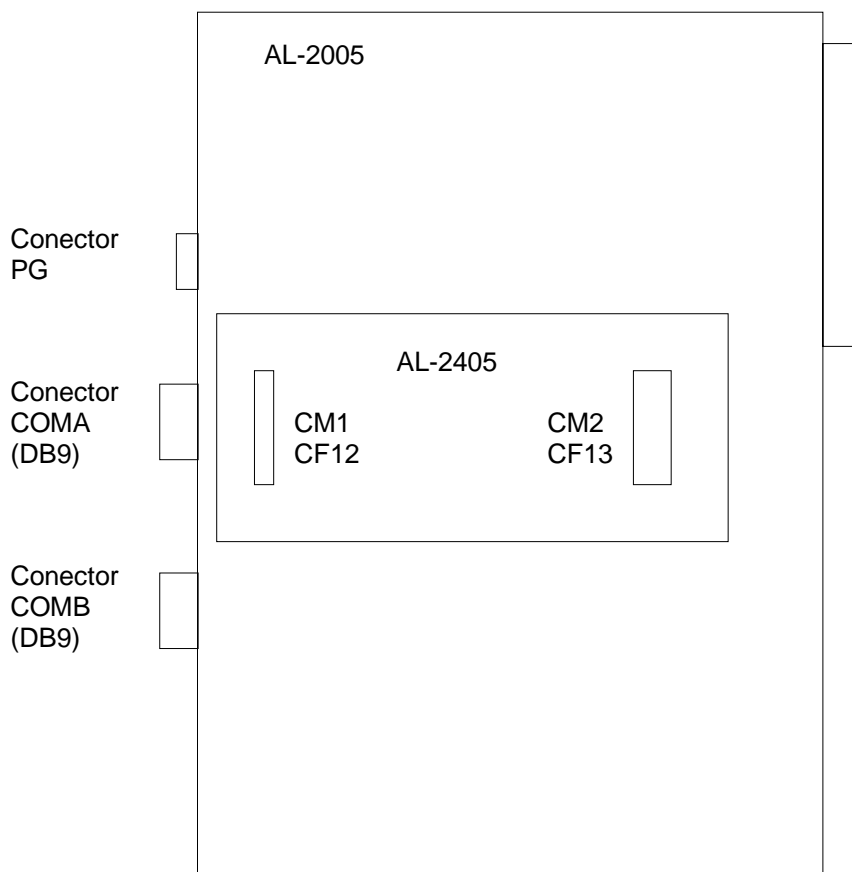 AL-2005
Conector
PG
AL-2405
Conector
COMA
(DB9)
CM1
CF12
CM2
CF13
Conector
COMB
(DB9)